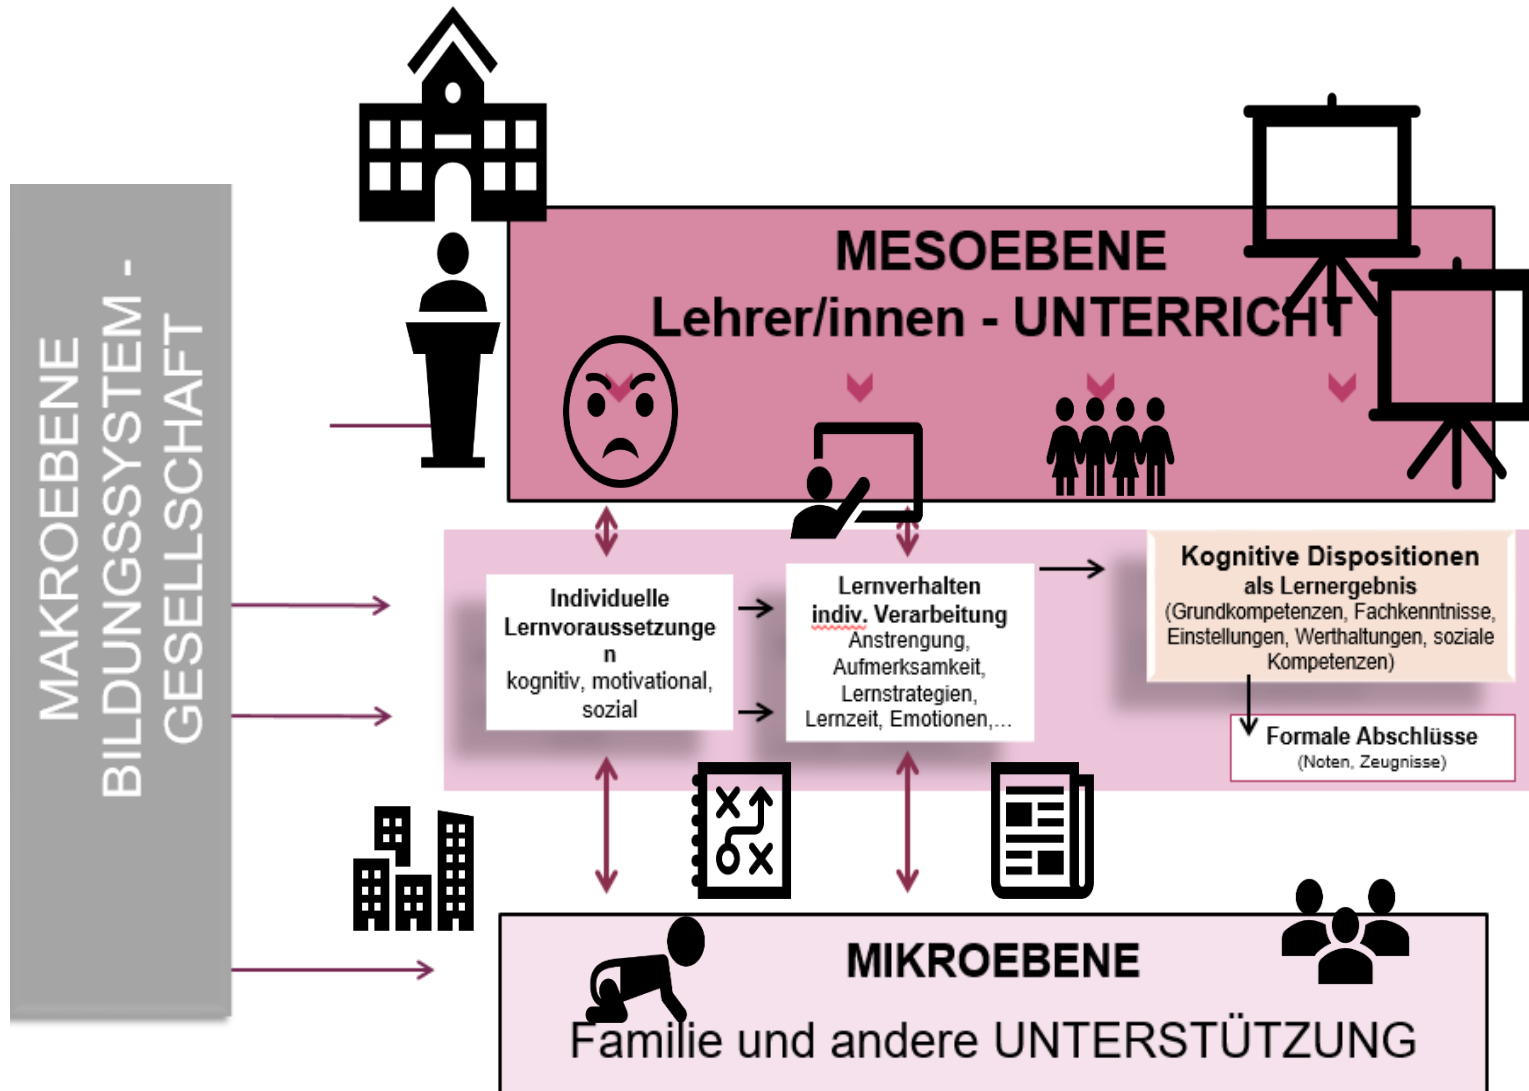 MAKROEBENE
BILDUNGSSYSTEM -
GESELLSCHAFT
MESOEBENE
Lehrer/innen - UNTERRICHT
Individuelle
Lernvoraussetzunge
n
kognitiv, motivational,
sozial
Lernverhalten
indiv. Verarbeitung
Anstrengung,
Aufmerksamkeit,
Lernstrategien,
Lernzeit, Emotionen,...
Kognitive Dispositionen
als Lernergebnis
(Grundkompetenzen, Fachkenntnisse,
Einstellungen, Werthaltungen, soziale
Kompetenzen)
Formale Abschlüsse
(Noten, Zeugnisse)
MIKROEBENE
Familie und andere UNTERSTÜTZUNG